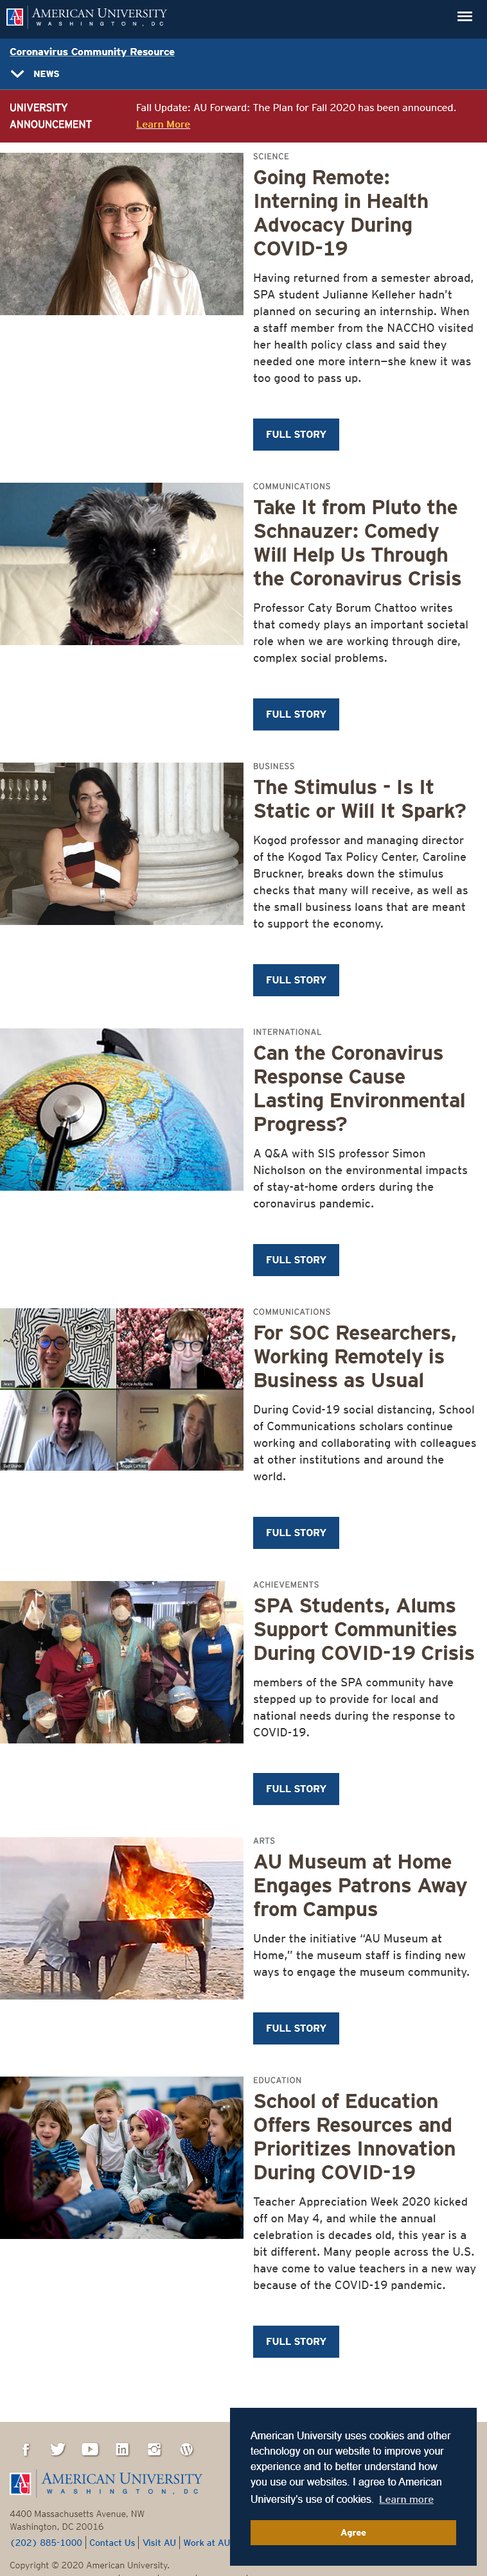 AMERICAN UNIVERSITY
WASHINGTON, DC
Coronavirus Community Resource
NEWS
UNIVERSITY
ANNOUNCEMENT
Fall Update: AU Forward: The Plan for Fall 2020 has been announced.
Learn More
SCIENCE
Going Remote:
Interning in Health
Advocacy During
COVID-19
Having returned from a semester abroad,
SPA student Julianne Kelleher hadn't
planned on securing an internship. When
a staff member from the NACCHO visited
her health policy class and said they
needed one more intern—she knew it was
too good to pass up.
FULL STORY
COMMUNICATIONS
Take It from Pluto the
Schnauzer: Comedy
Will Help Us Through
the Coronavirus Crisis
Professor Caty Borum Chattoo writes
that comedy plays an important societal
role when we are working through dire,
complex social problems.
FULL STORY
BUSINESS
The Stimulus - Is It
Static or Will It Spark?
Kogod professor and managing director
of the Kogod Tax Policy Center, Caroline
Bruckner, breaks down the stimulus
checks that many will receive, as well as
the small business loans that are meant
to support the economy.
FULL STORY
INTERNATIONAL
Can the Coronavirus
Response Cause
Lasting Environmental
Progress?
A Q&A with SIS professor Simon
Nicholson on the environmental impacts
of stay-at-home orders during the
coronavirus pandemic.
FULL STORY
COMMUNICATIONS
For SOC Researchers,
Working Remotely is
Business as Usual
During Covid-19 social distancing, School
of Communications scholars continue
working and collaborating with colleagues
at other institutions and around the
world.
FULL STORY
ACHIEVEMENTS
SPA Students, Alums
Support Communities
During COVID-19 Crisis
members of the SPA community have
stepped up to provide for local and
national needs during the response to
COVID-19.
FULL STORY
ARTS
AU Museum at Home
Engages Patrons Away
from Campus
Under the initiative "AU Museum at
Home," the museum staff is finding new
ways to engage the museum community.
FULL STORY
EDUCATION
School of Education
Offers Resources and
Prioritizes Innovation
During COVID-19
Teacher Appreciation Week 2020 kicked
off on May 4, and while the annual
celebration is decades old, this year is a
bit different. Many people across the U.S.
have come to value teachers in a new way
because of the COVID-19 pandemic.
FULL STORY
AMERICAN UNIVERSITY
WASHINGTON, DC
4400 Massachusetts Avenue, NW
Washington, DC 20016
(202) 885-1000 Contact Us Visit AU Work at AU
Copyright © 2020 American University.
American University uses cookies and other
technology on our website to improve your
experience and to better understand how
you use our websites. I agree to American
University's use of cookies. Learn more
Agree